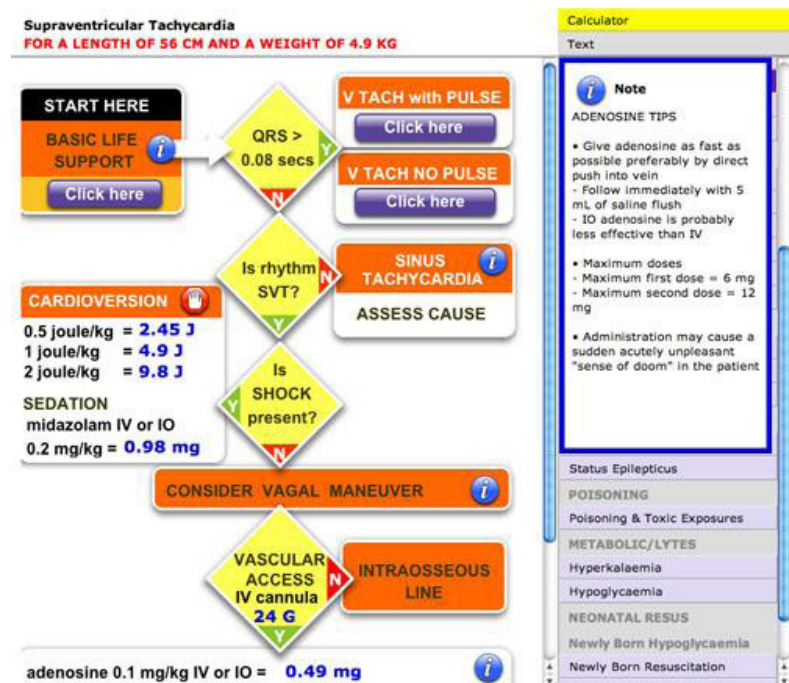 Supraventricular Tachycardia
FOR A LENGTH OF 56 CM AND A WEIGHT OF 4.9 KG
START HERE
BASIC LIFE
SUPPORT
i
Click here
QRS >
0.08 secs
Y
N
V TACH with PULSE
Click here
V TACH NO PULSE
Click here
Is rhythm
SVT?
N
Y
SINUS
TACHYCARDIA
i
ASSESS CAUSE
CARDIOVERSION
0.5 joule/kg = 2.45 J
1 joule/kg = 4.9 J
2 joule/kg = 9.8 J
SEDATION
midazolam IV or IO
0.2 mg/kg = 0.98 mg
Is
SHOCK
present?
Y
N
CONSIDER VAGAL MANEUVER
i
VASCULAR
ACCESS
IV cannula
24 G
N
Y
INTRAOSSEOUS
LINE
adenosine 0.1 mg/kg IV or IO = 0.49 mg
i
Calculator
Text
i
Note
ADENOSINE TIPS
• Give adenosine as fast as
possible preferably by direct
push into vein
- Follow immediately with 5
mL of saline flush
- IO adenosine is probably
less effective than IV
• Maximum doses
- Maximum first dose = 6 mg
- Maximum second dose = 12
mg
• Administration may cause a
sudden acutely unpleasant
"sense of doom" in the patient
Status Epilepticus
POISONING
Poisoning & Toxic Exposures
METABOLIC/LYTES
Hyperkalaemia
Hypoglycaemia
NEONATAL RESUS
Newly Born Hypoglycaemia
Newly Born Resuscitation